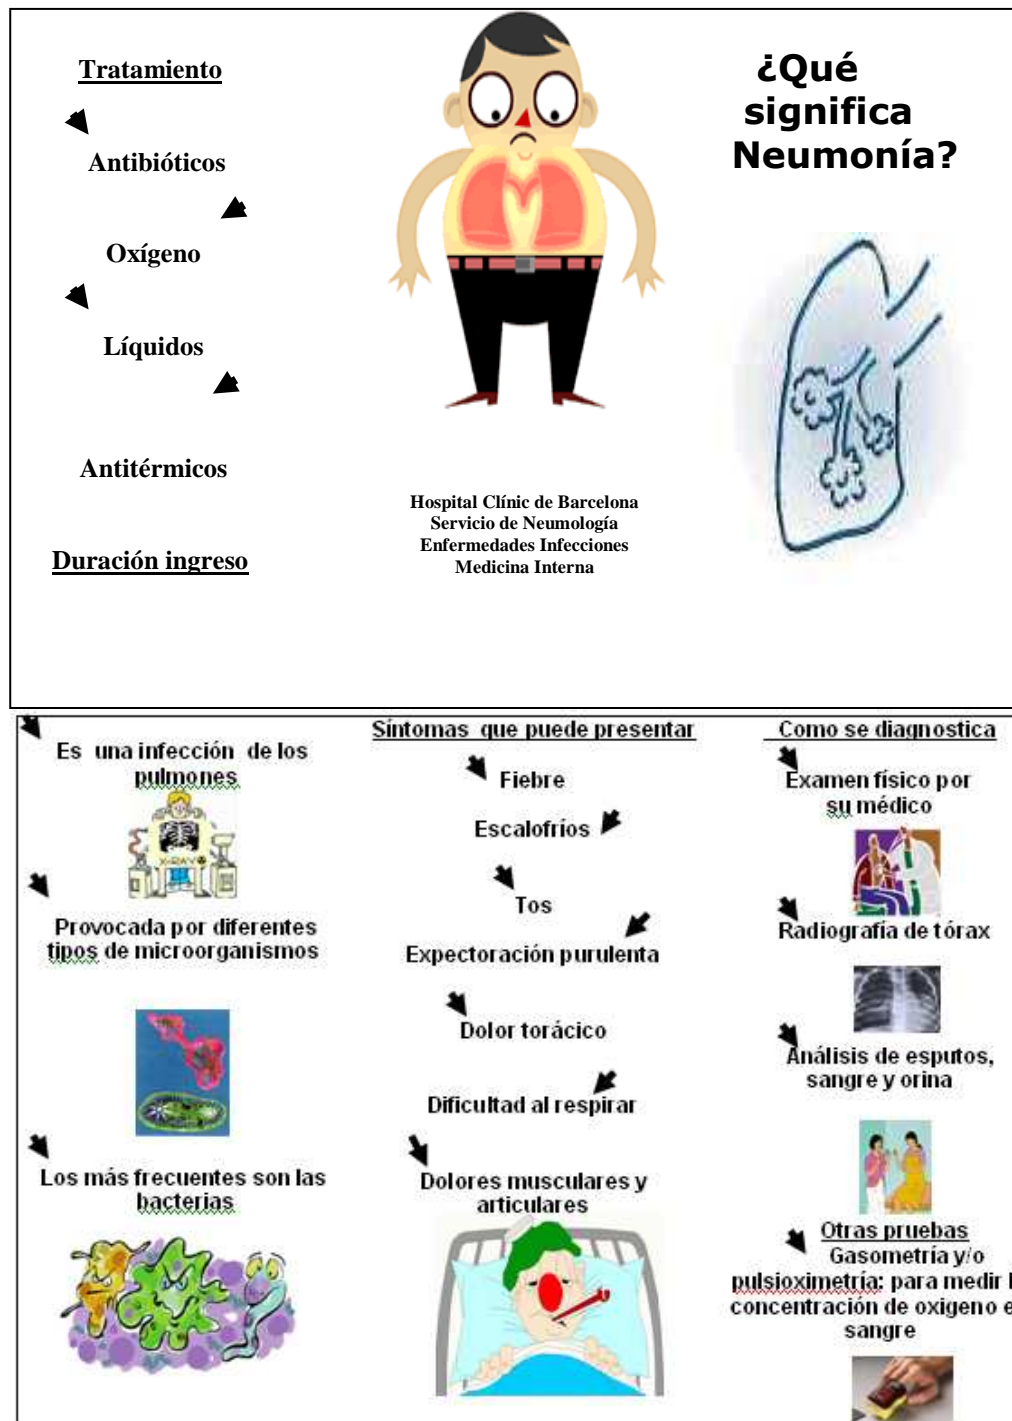 Tratamiento
Antibióticos
Oxígeno
Líquidos
Antitérmicos
Duración ingreso
Hospital Clínic de Barcelona
Servicio de Neumología
Enfermedades Infecciones
Medicina Interna
¿Qué
significa
Neumonía?
Es una infección de los
pulmones
X-RAY
Provocada por diferentes
tipos de microorganismos
Los más frecuentes son las
bacterias
Síntomas que puede presentar
Fiebre
Escalofríos
Tos
Expectoración purulenta
Dolor torácico
Dificultad al respirar
Dolores musculares y
articulares
Como se diagnostica
Examen físico por
su médico
Radiografía de tórax
Análisis de esputos,
sangre y orina
Otras pruebas
Gasometría y/o
pulsioximetría: para medir l
concentración de oxigeno e
sangre